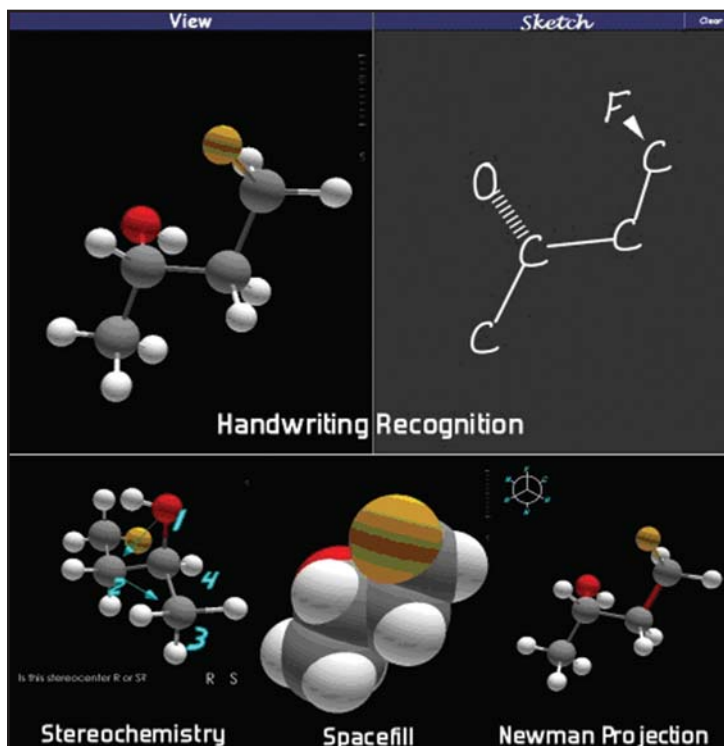 View
Sketch
Clear
F
C
O
C
C
C
Handwriting Recognition
1
2
4
3
Is this stereocenter R or S?
R S
Stereochemistry
Spacefill
Newman Projection